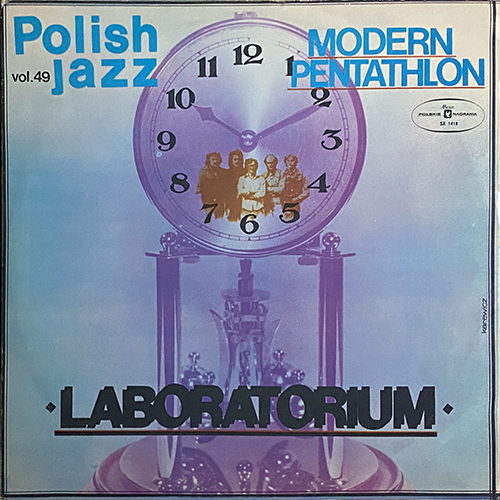 Polish
jazz
vol.49
MODERN
PENTATHLON
Muza
POLSKIE NAGRANIA
SX 1418
12
11
10
9
8
7
6
5
4
3
2
karewicz
LABORATORIUM